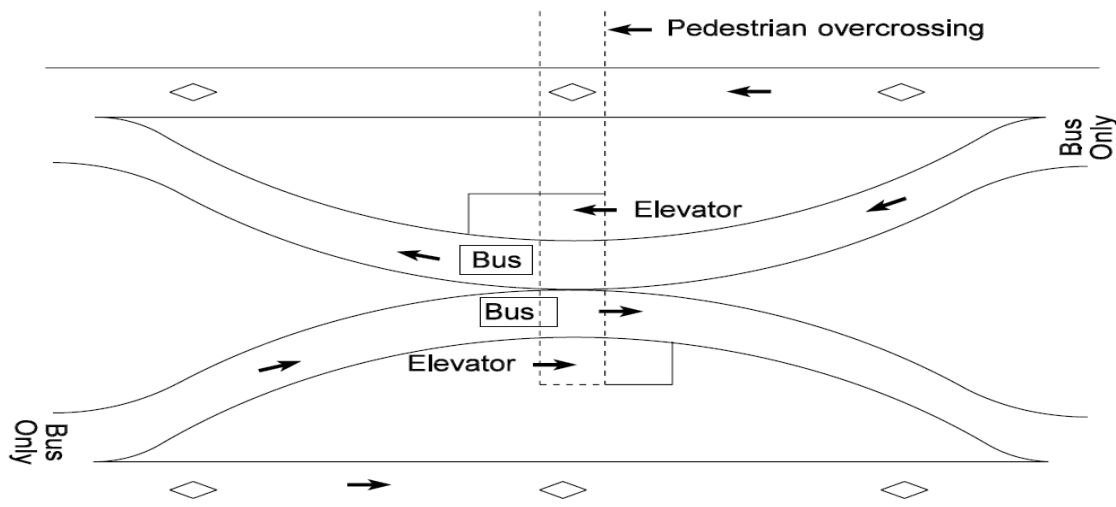 Pedestrian overcrossing
Bus
Only
Elevator
Bus
Bus
Elevator
Bus
Only